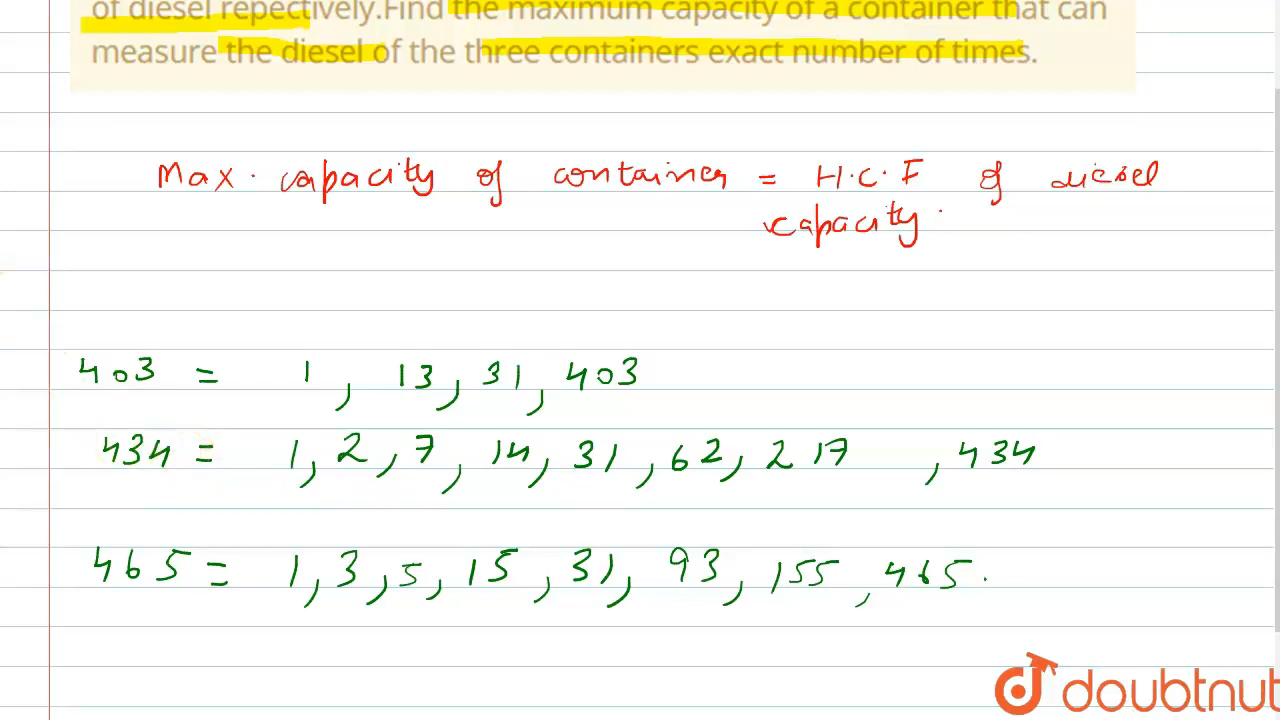 of diesel repectively.Find the maximum capacity of a container that can
measure the diesel of the three containers exact number of times.
Max. capacity of container = H.C.F of diesel
capacity.
403 = 1, 13, 31, 403
434 = 1, 2, 7, 14, 31, 62, 217, 434
465 = 1, 3, 5, 15, 31, 93, 155, 465.
doubtnut